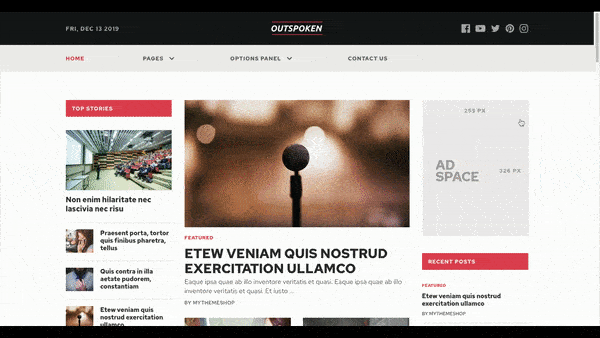 FRI, DEC 13 2019
OUTSPOKEN
HOME
PAGES
OPTIONS PANEL
CONTACT US
TOP STORIES
Non enim hilaritate nec
lascivia nec risu
Praesent porta, tortor
quis finibus pharetra,
tellus
Quis contra in illa
aetate pudorem,
constantiam
Etew veniam quis
nostrud exercitation
ullamco
FEATURED
ETEW VENIAM QUIS NOSTRUD
EXERCITATION ULLAMCO
Eaque ipsa quae ab illo inventore veritatis et quasi. Eaque ipsa quae ab illo
inventore veritatis et quasi. Et iusto ...
BY MYTHEMESHOP
255 PX
AD
SPACE
326 PX
RECENT POSTS
FEATURED
Etew veniam quis nostrud
exercitation ullamco
BY MYTHEMESHOP